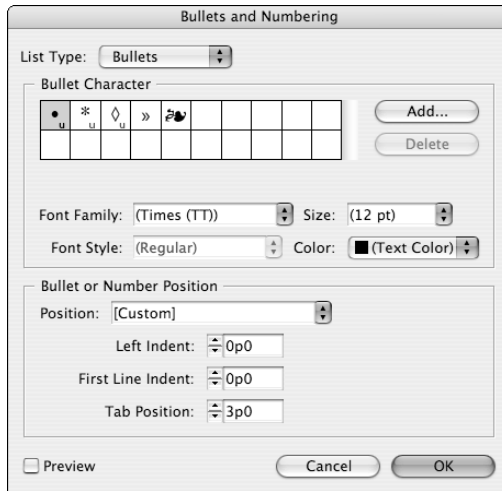 Bullets and Numbering
List Type: Bullets
Bullet Character
• u * u ◊ u »
Add...
Delete
Font Family: (Times (TT)) Size: (12 pt)
Font Style: (Regular) Color: (Text Color)
Bullet or Number Position
Position: [Custom]
Left Indent: 0p0
First Line Indent: 0p0
Tab Position: 3p0
Preview Cancel OK